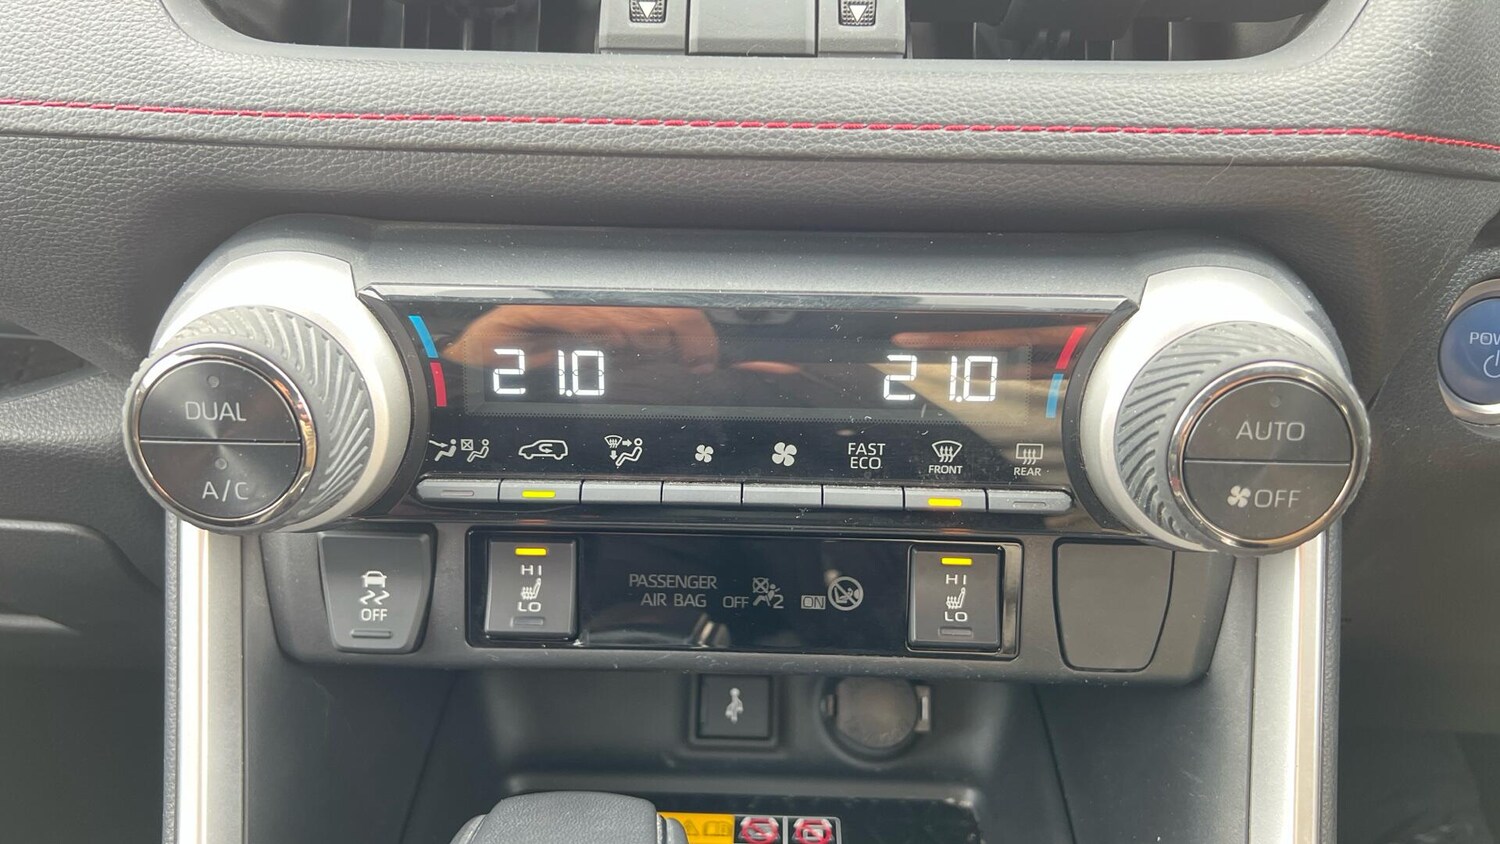 21.0
21.0
DUAL
A/C
FAST
ECO
FRONT
REAR
AUTO
OFF
OFF
HI
LO
PASSENGER
AIR BAG OFF 2 ON
HI
LO